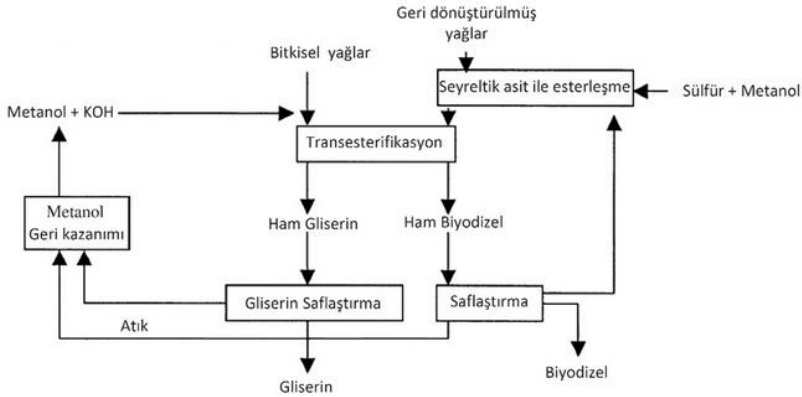 Geri dönüştürülmüş
yağlar
Bitkisel yağlar
Seyreltik asit ile esterleşme
Sülfür + Metanol
Metanol + KOH
Transesterifikasyon
Metanol
Geri kazanımı
Ham Gliserin
Ham Biyodizel
Gliserin Saflaştırma
Saflaştırma
Atık
Gliserin
Biyodizel